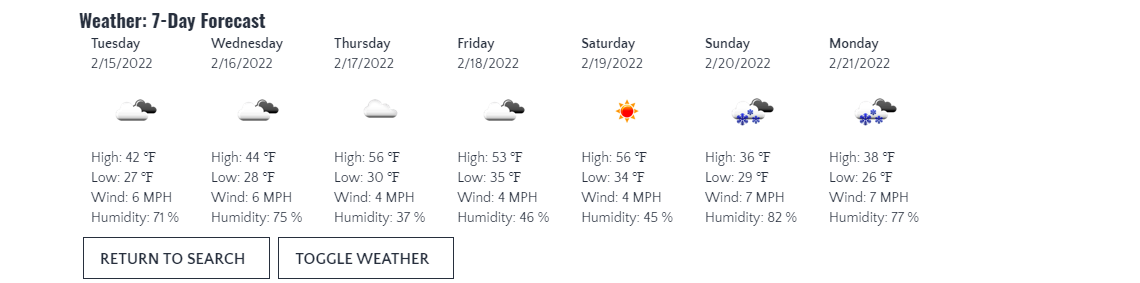 Weather: 7-Day Forecast
Tuesday Wednesday Thursday Friday Saturday Sunday Monday
2/15/2022 2/16/2022 2/17/2022 2/18/2022 2/19/2022 2/20/2022 2/21/2022
High: 42 °F High: 44 °F High: 56 °F High: 53 °F High: 56 °F High: 36 °F High: 38 °F
Low: 27 °F Low: 28 °F Low: 30 °F Low: 35 °F Low: 34 °F Low: 29 °F Low: 26 °F
Wind: 6 MPH Wind: 6 MPH Wind: 4 MPH Wind: 4 MPH Wind: 4 MPH Wind: 7 MPH Wind: 7 MPH
Humidity: 71 % Humidity: 75 % Humidity: 37 % Humidity: 46 % Humidity: 45 % Humidity: 82 % Humidity: 77 %
RETURN TO SEARCH TOGGLE WEATHER